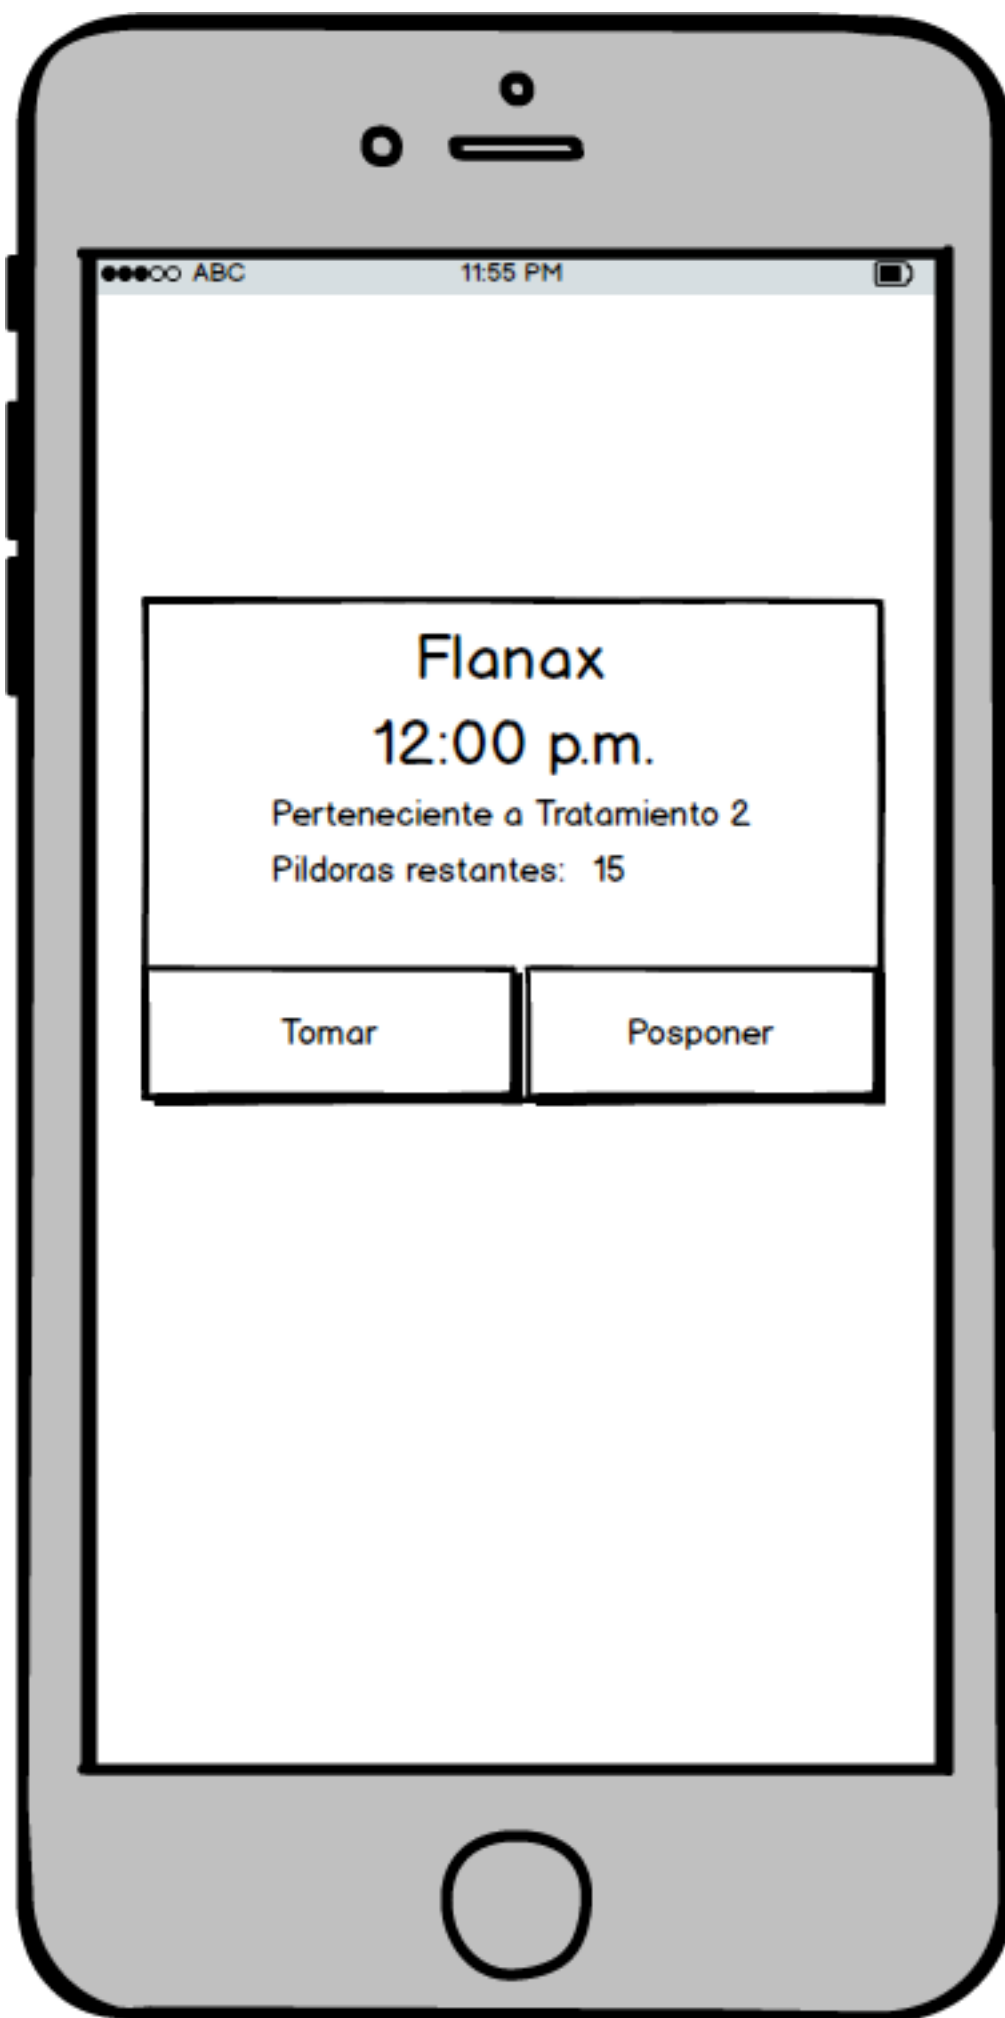 ABC 11:55 PM
Flanax
12:00 p.m.
Perteneciente a Tratamiento 2
Pildoras restantes: 15
Tomar Posponer